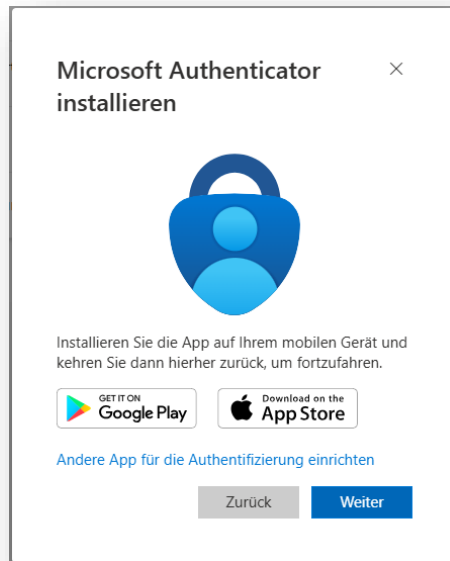 Microsoft Authenticator
installieren
Installieren Sie die App auf Ihrem mobilen Gerät und
kehren Sie dann hierher zurück, um fortzufahren.
GET IT ON
Google Play
Download on the
App Store
Andere App für die Authentifizierung einrichten
Zurück
Weiter